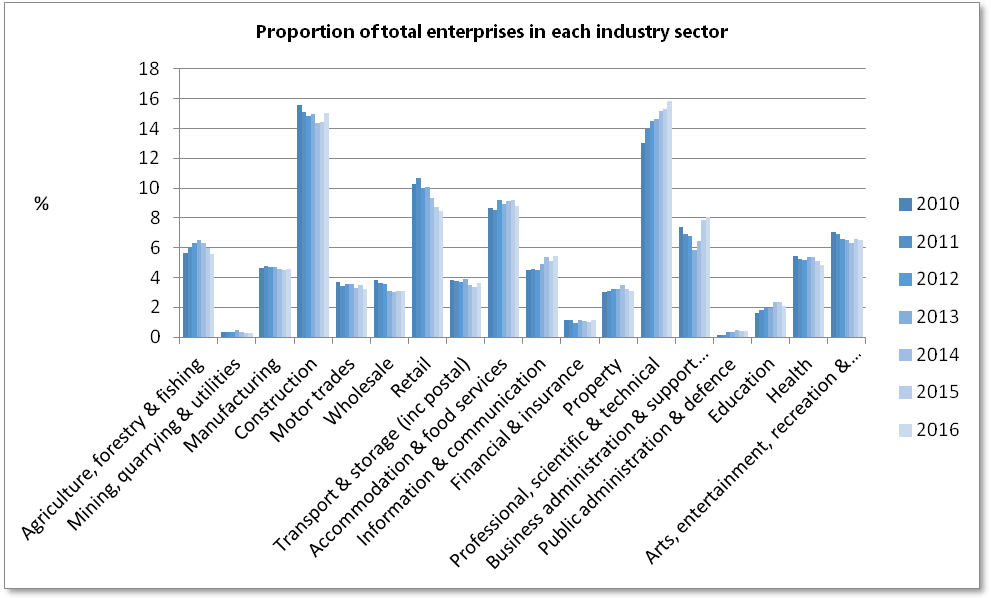 Proportion of total enterprises in each industry sector
18
16
14
12
10
8
6
4
2
0
%
Agriculture, forestry & fishing
Mining, quarrying & utilities
Manufacturing
Construction
Motor trades
Wholesale
Retail
Transport & storage (inc postal)
Accommodation & food services
Information & communication
Financial & insurance
Property
Professional, scientific & technical
Business administration & support...
Public administration & defence
Education
Health
Arts, entertainment, recreation &...
2010
2011
2012
2013
2014
2015
2016